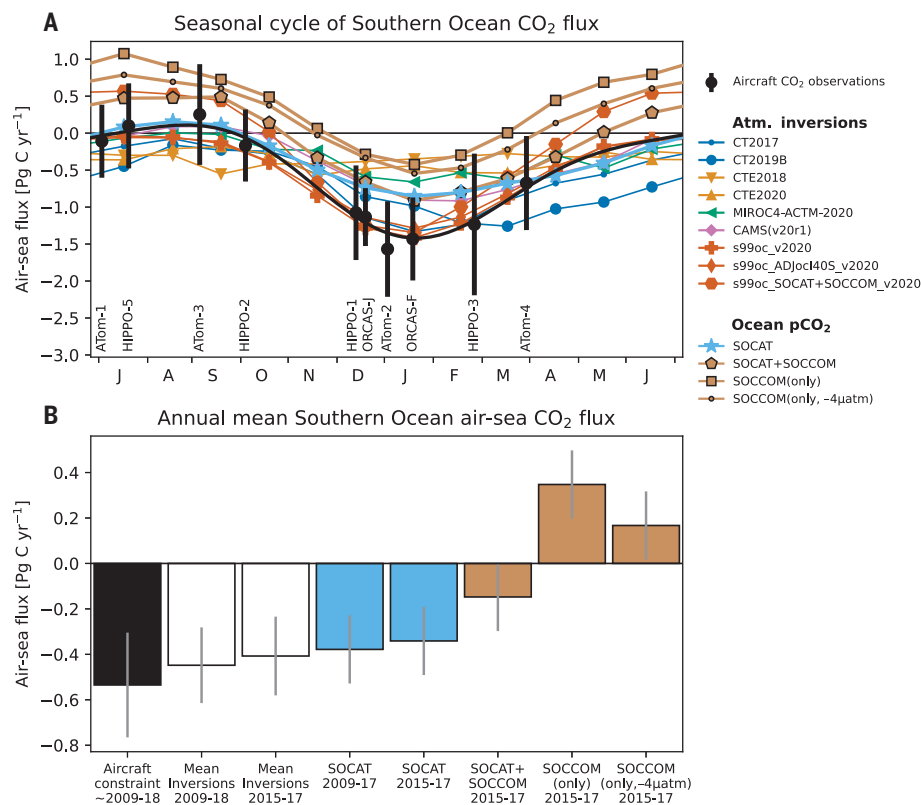 A
Seasonal cycle of Southern Ocean CO₂ flux
Air-sea flux [Pg C yr⁻¹]
1.0
0.5
0.0
−0.5
−1.0
−1.5
−2.0
−2.5
−3.0
ATom-1
HIPPO-5
ATom-3
HIPPO-2
HIPPO-1
ORCAS-J
ATom-2
ORCAS-F
HIPPO-3
ATom-4
J A S O N D J F M A M J
Aircraft CO₂ observations
Atm. inversions
CT2017
CT2019B
CTE2018
CTE2020
MIROC4-ACTM-2020
CAMS(v20r1)
s99oc_v2020
s99oc_ADJocI40S_v2020
s99oc_SOCAT+SOCCOM_v2020
Ocean pCO₂
SOCAT
SOCAT+SOCCOM
SOCCOM(only)
SOCCOM(only, –4µatm)
B
Annual mean Southern Ocean air-sea CO₂ flux
Air-sea flux [Pg C yr⁻¹]
0.4
0.2
0.0
−0.2
−0.4
−0.6
−0.8
Aircraft
constraint
~2009-18
Mean
Inversions
2009-18
Mean
Inversions
2015-17
SOCAT
2009-17
SOCAT
2015-17
SOCAT+
SOCCOM
2015-17
SOCCOM
(only)
2015-17
SOCCOM
(only,–4µatm)
2015-17